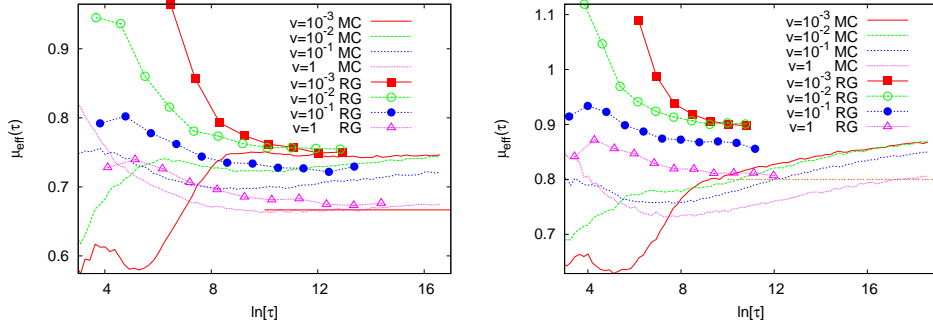 v=10⁻³ MC
v=10⁻² MC
v=10⁻¹ MC
v=1 MC
v=10⁻³ RG
v=10⁻² RG
v=10⁻¹ RG
v=1 RG
μeff(τ)
0.9
0.8
0.7
0.6
4
8
12
16
ln[τ]
v=10⁻³ MC
v=10⁻² MC
v=10⁻¹ MC
v=1 MC
v=10⁻³ RG
v=10⁻² RG
v=10⁻¹ RG
v=1 RG
μeff(τ)
1.1
1
0.9
0.8
0.7
4
8
12
16
ln[τ]